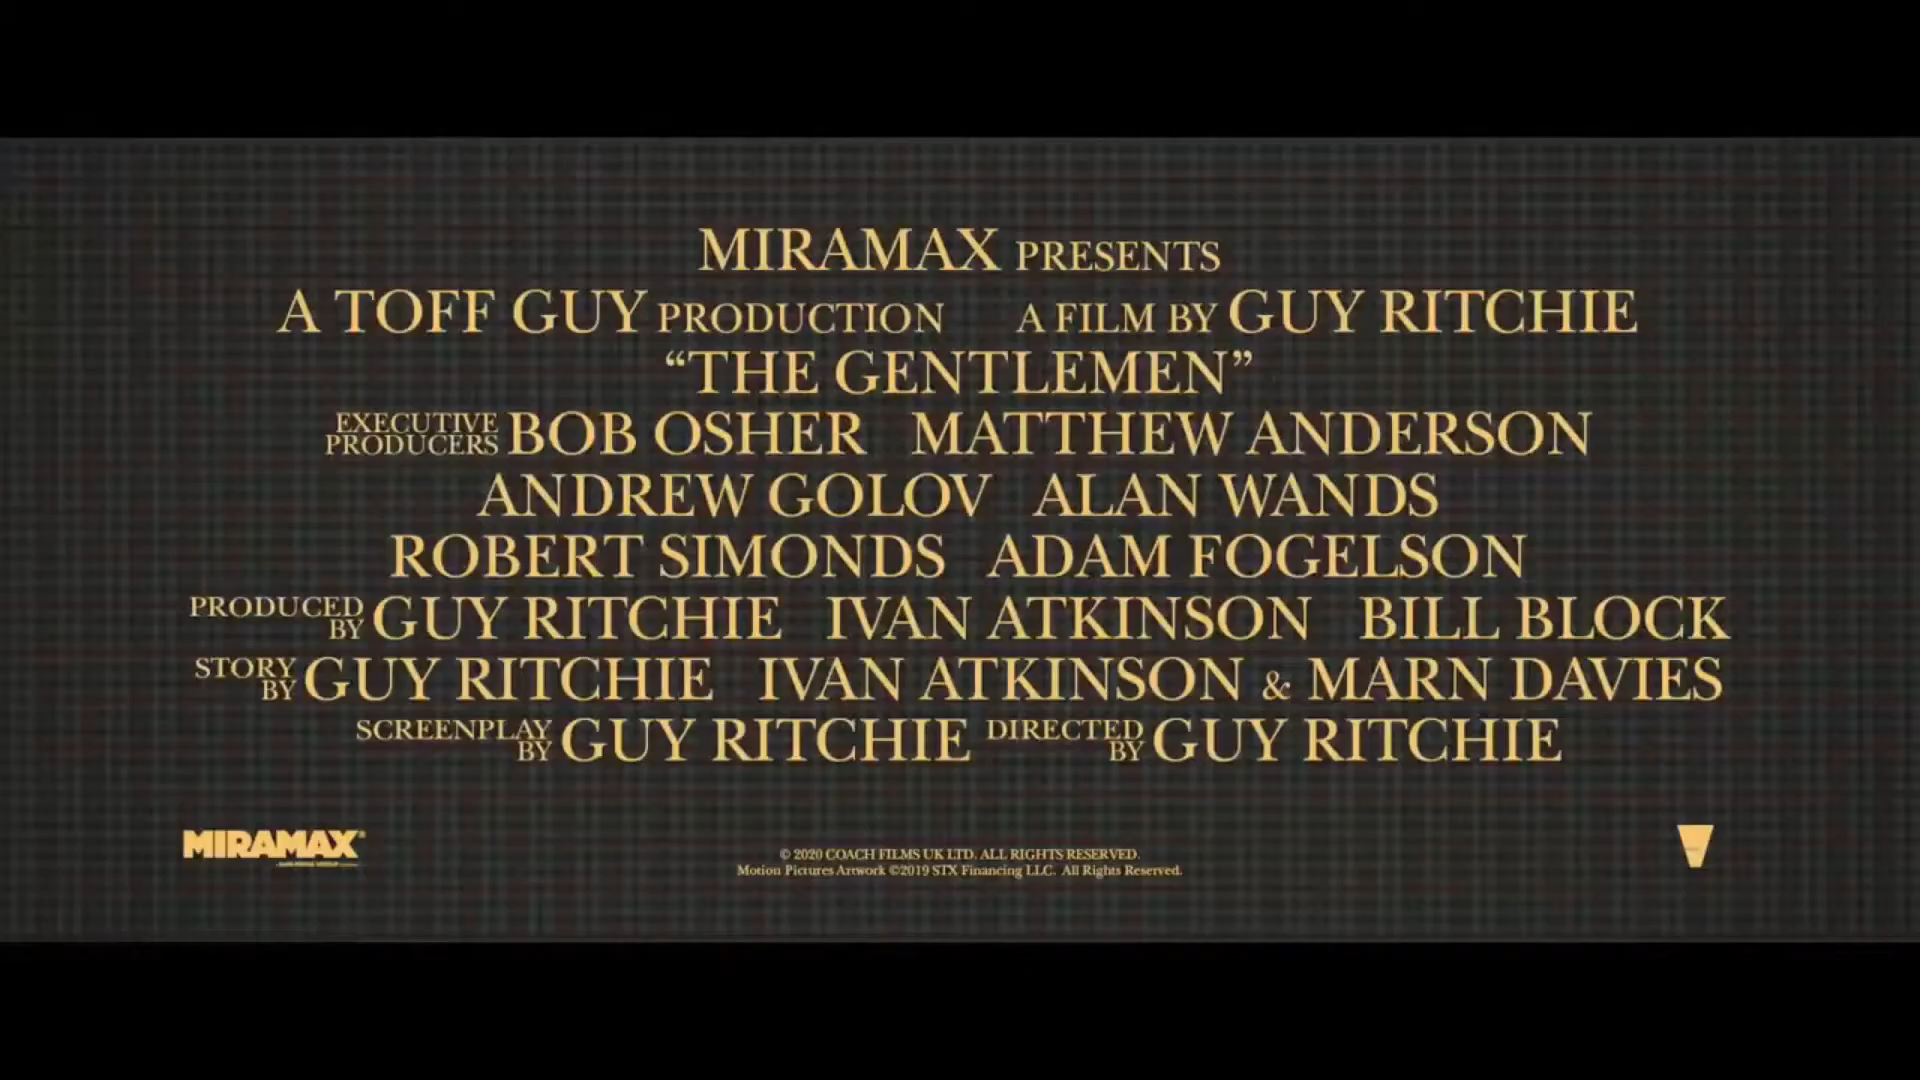 MIRAMAX PRESENTS
A TOFF GUY PRODUCTION A FILM BY GUY RITCHIE
“THE GENTLEMEN”
EXECUTIVE PRODUCERS BOB OSHER MATTHEW ANDERSON
ANDREW GOLOV ALAN WANDS
ROBERT SIMONDS ADAM FOGELSON
PRODUCED BY GUY RITCHIE IVAN ATKINSON BILL BLOCK
STORY BY GUY RITCHIE IVAN ATKINSON & MARN DAVIES
SCREENPLAY BY GUY RITCHIE DIRECTED BY GUY RITCHIE
MIRAMAX®
© 2020 COACH FILMS UK LTD. ALL RIGHTS RESERVED.
Motion Pictures Artwork ©2019 STX Financing LLC. All Rights Reserved.